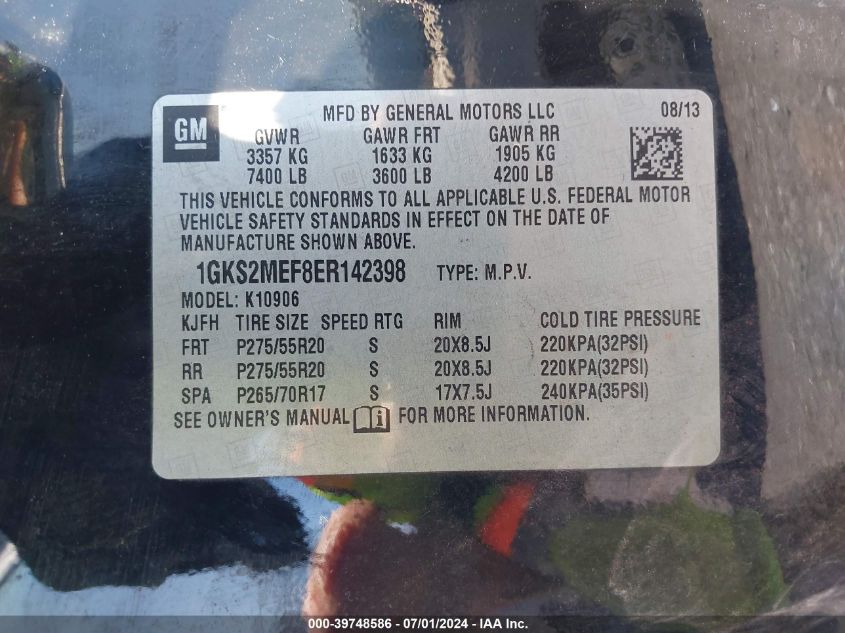 GM
MFD BY GENERAL MOTORS LLC 08/13
GVWR GAWR FRT GAWR RR
3357 KG 1633 KG 1905 KG
7400 LB 3600 LB 4200 LB
THIS VEHICLE CONFORMS TO ALL APPLICABLE U.S. FEDERAL MOTOR
VEHICLE SAFETY STANDARDS IN EFFECT ON THE DATE OF
MANUFACTURE SHOWN ABOVE.
1GKS2MEF8ER142398 TYPE: M.P.V.
MODEL: K10906
KJFH TIRE SIZE SPEED RTG RIM COLD TIRE PRESSURE
FRT P275/55R20 S 20X8.5J 220KPA(32PSI)
RR P275/55R20 S 20X8.5J 220KPA(32PSI)
SPA P265/70R17 S 17X7.5J 240KPA(35PSI)
SEE OWNER'S MANUAL FOR MORE INFORMATION.
000-39748586 - 07/01/2024 - IAA Inc.